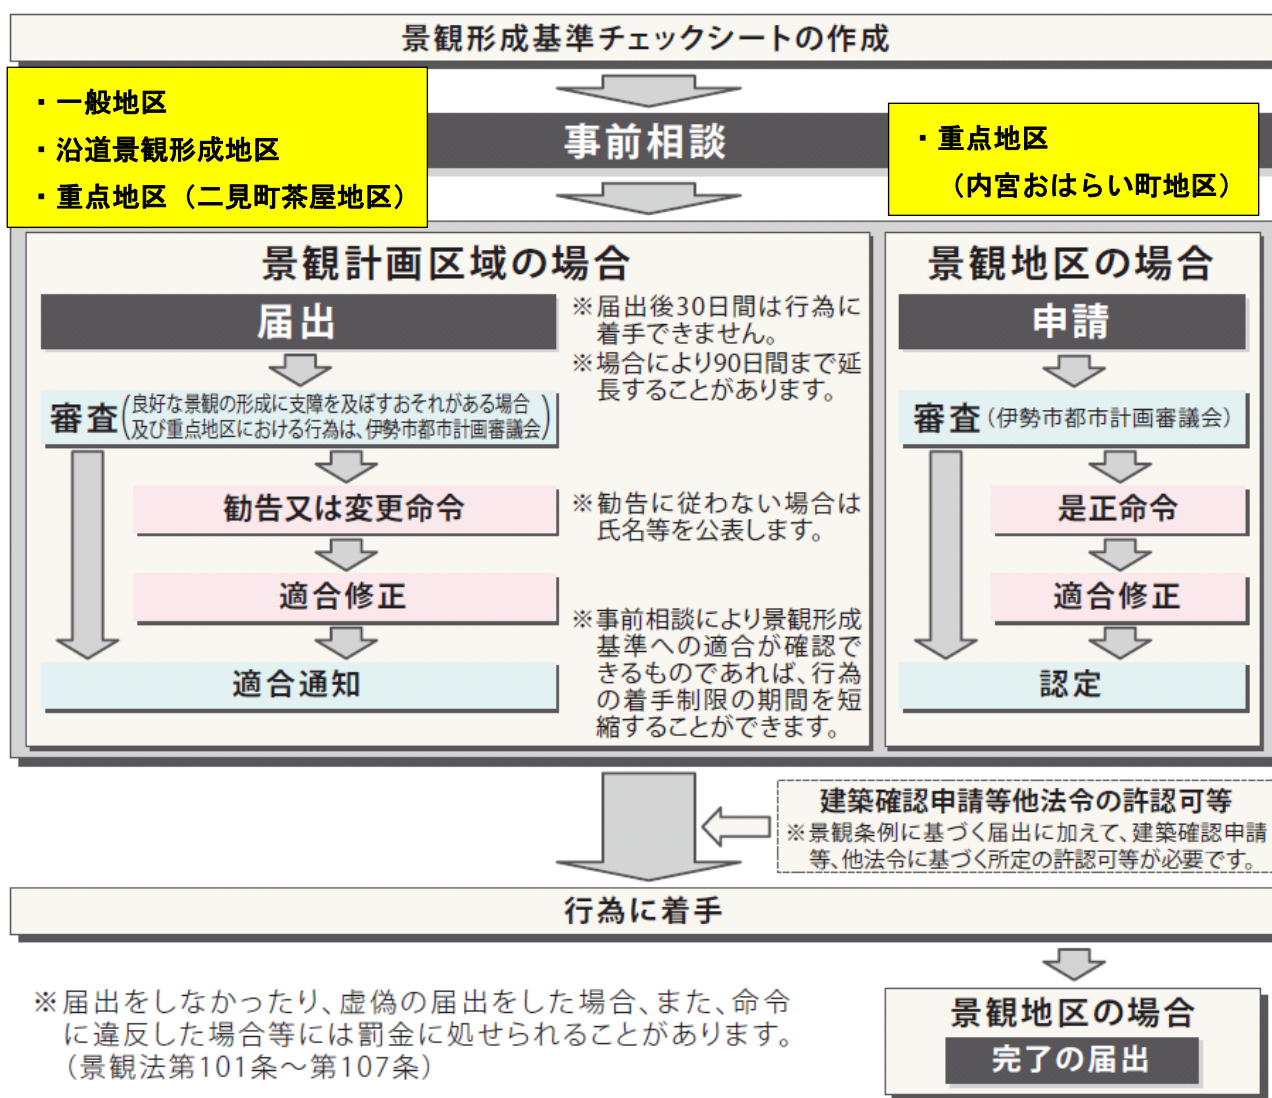 景観形成基準チェックシートの作成
・一般地区
・沿道景観形成地区
・重点地区（二見町茶屋地区）
事前相談
・重点地区
（内宮おはらい町地区）
景観計画区域の場合
届出
※届出後30日間は行為に
着手できません。
※場合により90日間まで延
長することがあります。
審査(良好な景観の形成に支障を及ぼすおそれがある場合
及び重点地区における行為は、伊勢市都市計画審議会)
勧告又は変更命令
※勧告に従わない場合は
氏名等を公表します。
適合修正
※事前相談により景観形成
基準への適合が確認で
きるものであれば、行為
の着手制限の期間を短
縮することができます。
適合通知
景観地区の場合
申請
審査(伊勢市都市計画審議会)
是正命令
適合修正
認定
建築確認申請等他法令の許認可等
※景観条例に基づく届出に加えて、建築確認申請
等、他法令に基づく所定の許認可等が必要です。
行為に着手
※届出をしなかったり、虚偽の届出をした場合、また、命令
に違反した場合等には罰金に処せられることがあります。
（景観法第101条～第107条）
景観地区の場合
完了の届出